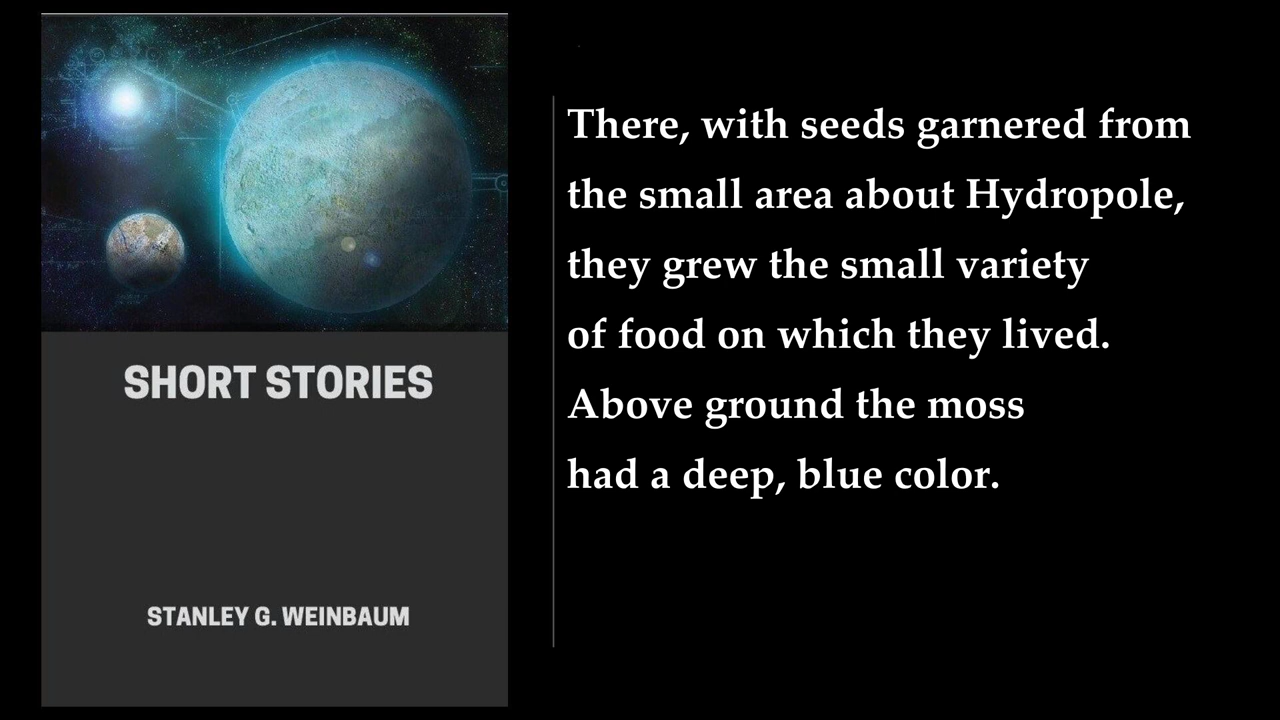 SHORT STORIES
STANLEY G. WEINBAUM
There, with seeds garnered from
the small area about Hydropole,
they grew the small variety
of food on which they lived.
Above ground the moss
had a deep, blue color.